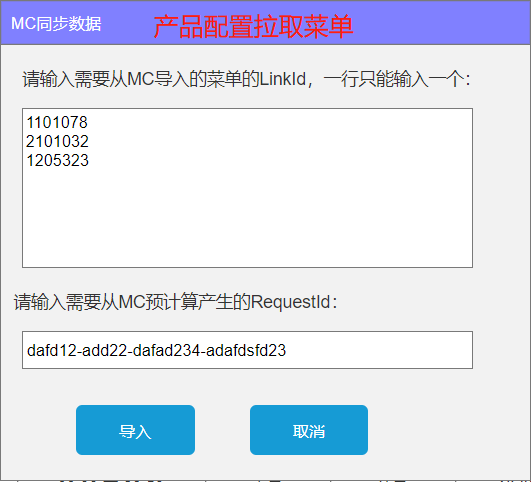 MC同步数据 产品配置拉取菜单
请输入需要从MC导入的菜单的LinkId，一行只能输入一个：
1101078
2101032
1205323
请输入需要从MC预计算产生的RequestId：
dafd12-add22-dafad234-adafdsfd23
导入 取消